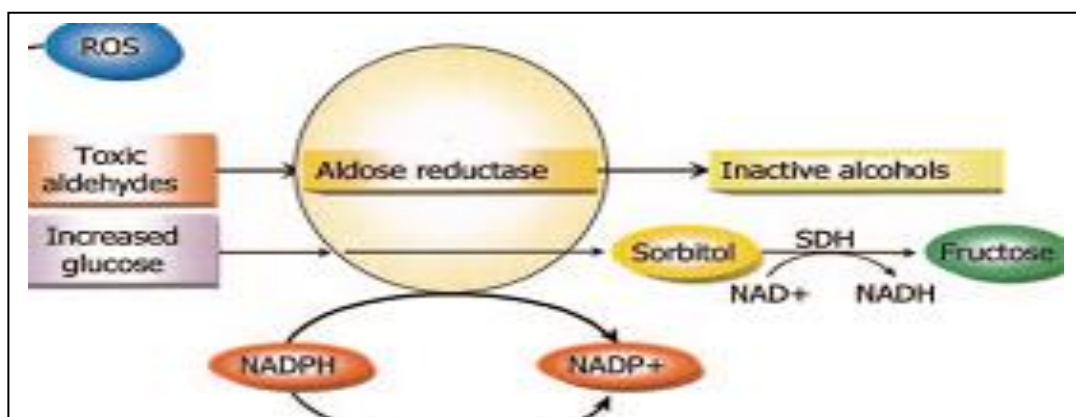 ROS
Toxic
aldehydes
Aldose reductase
Inactive alcohols
Increased
glucose
Sorbitol
SDH
Fructose
NAD+
NADH
NADPH
NADP+